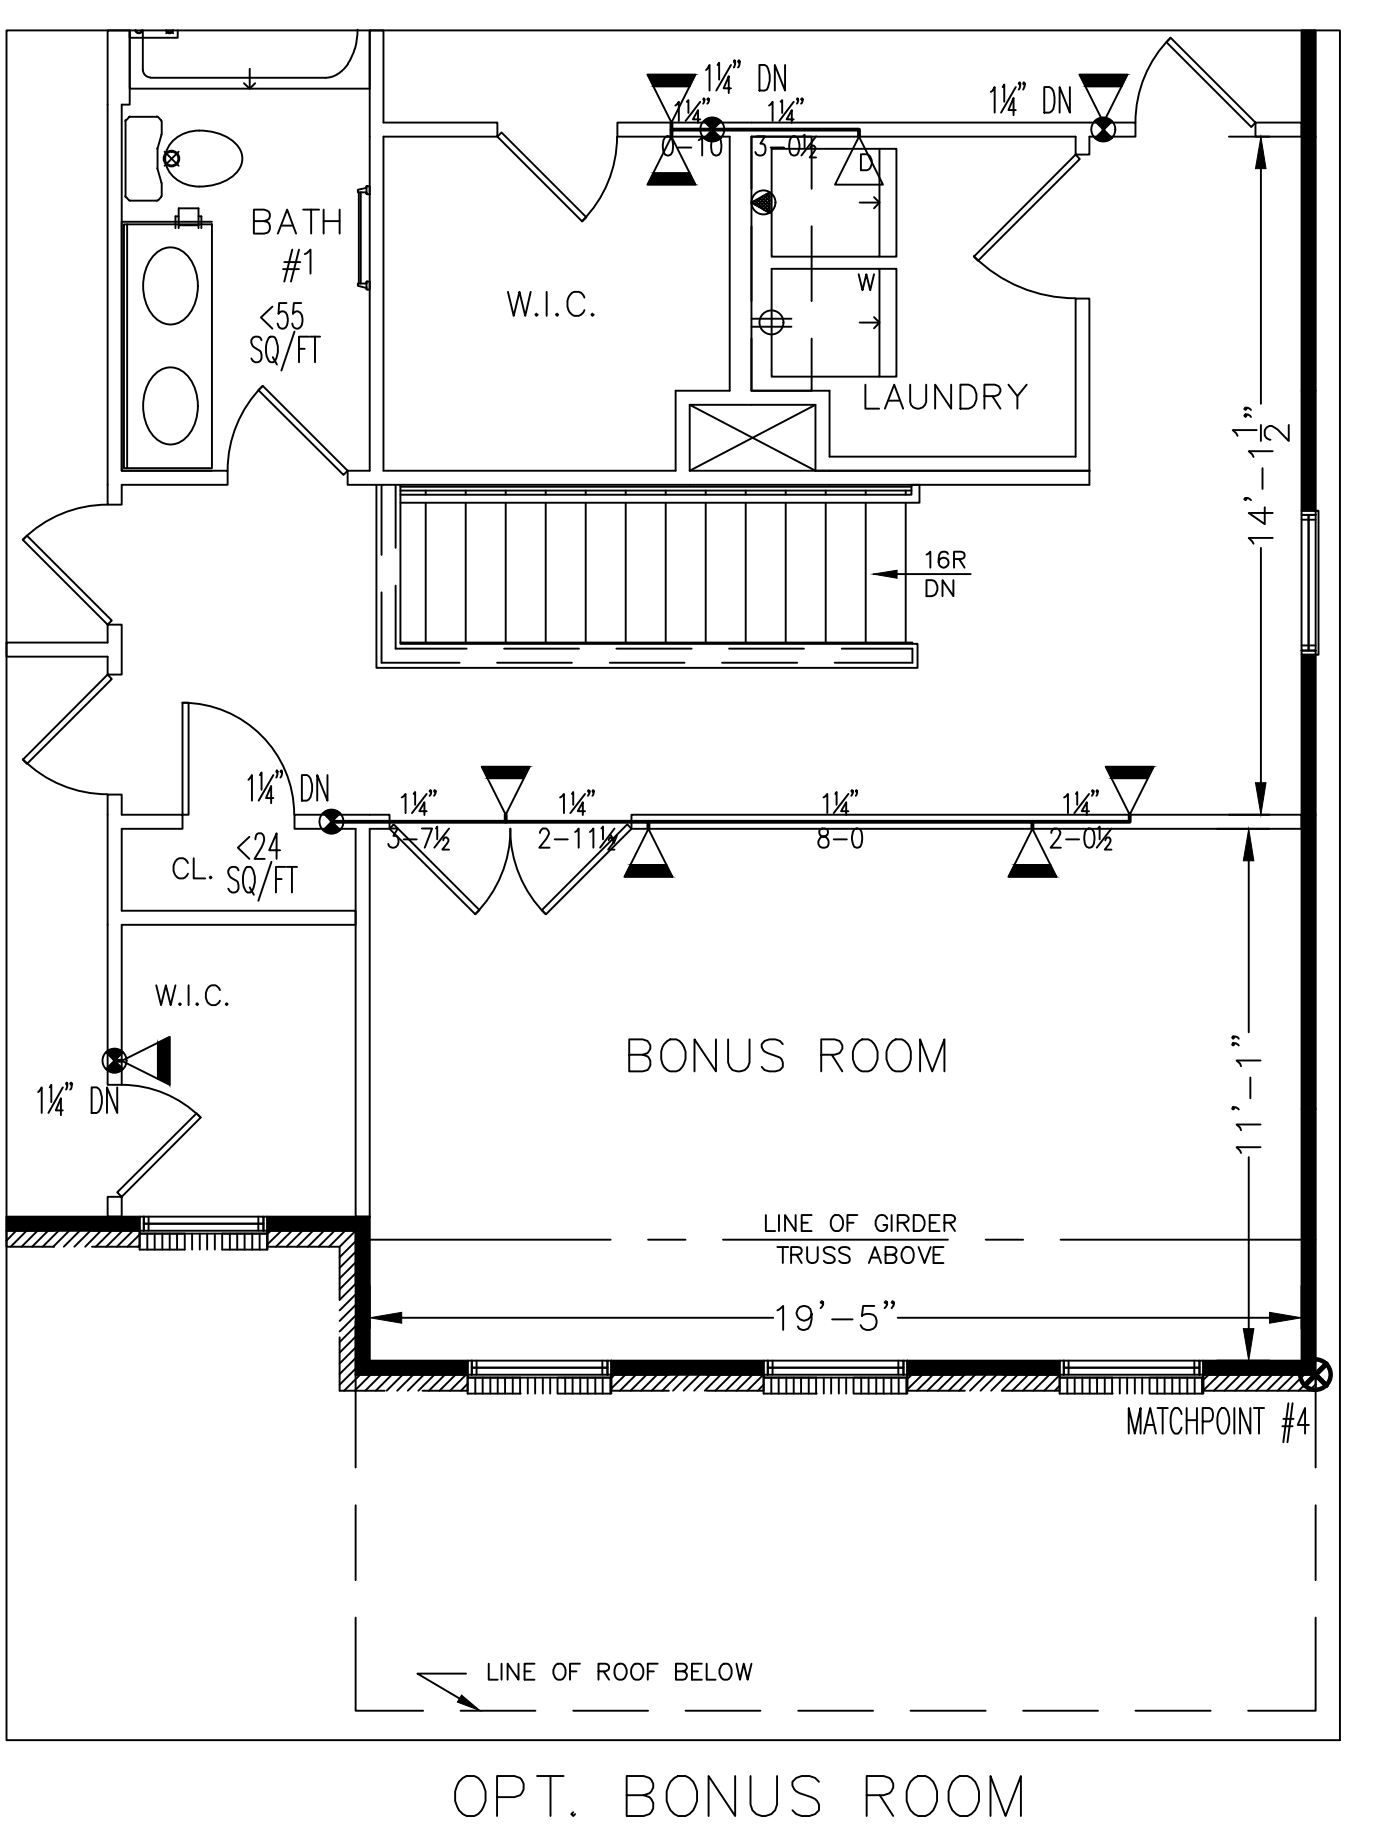 1¼” DN
1¼” DN
1¼”
1¼”
0-10
3-0½
D
BATH
#1
W.I.C.
W
<55
SQ/FT
LAUNDRY
14'-1½”
16R
DN
1¼” DN
1¼”
1¼”
1¼”
1¼”
3-7½
2-11½
8-0
2-0½
CL.
<24
SQ/FT
W.I.C.
BONUS ROOM
11'-1”
1¼” DN
LINE OF GIRDER
TRUSS ABOVE
19'-5”
MATCHPOINT #4
LINE OF ROOF BELOW
OPT. BONUS ROOM